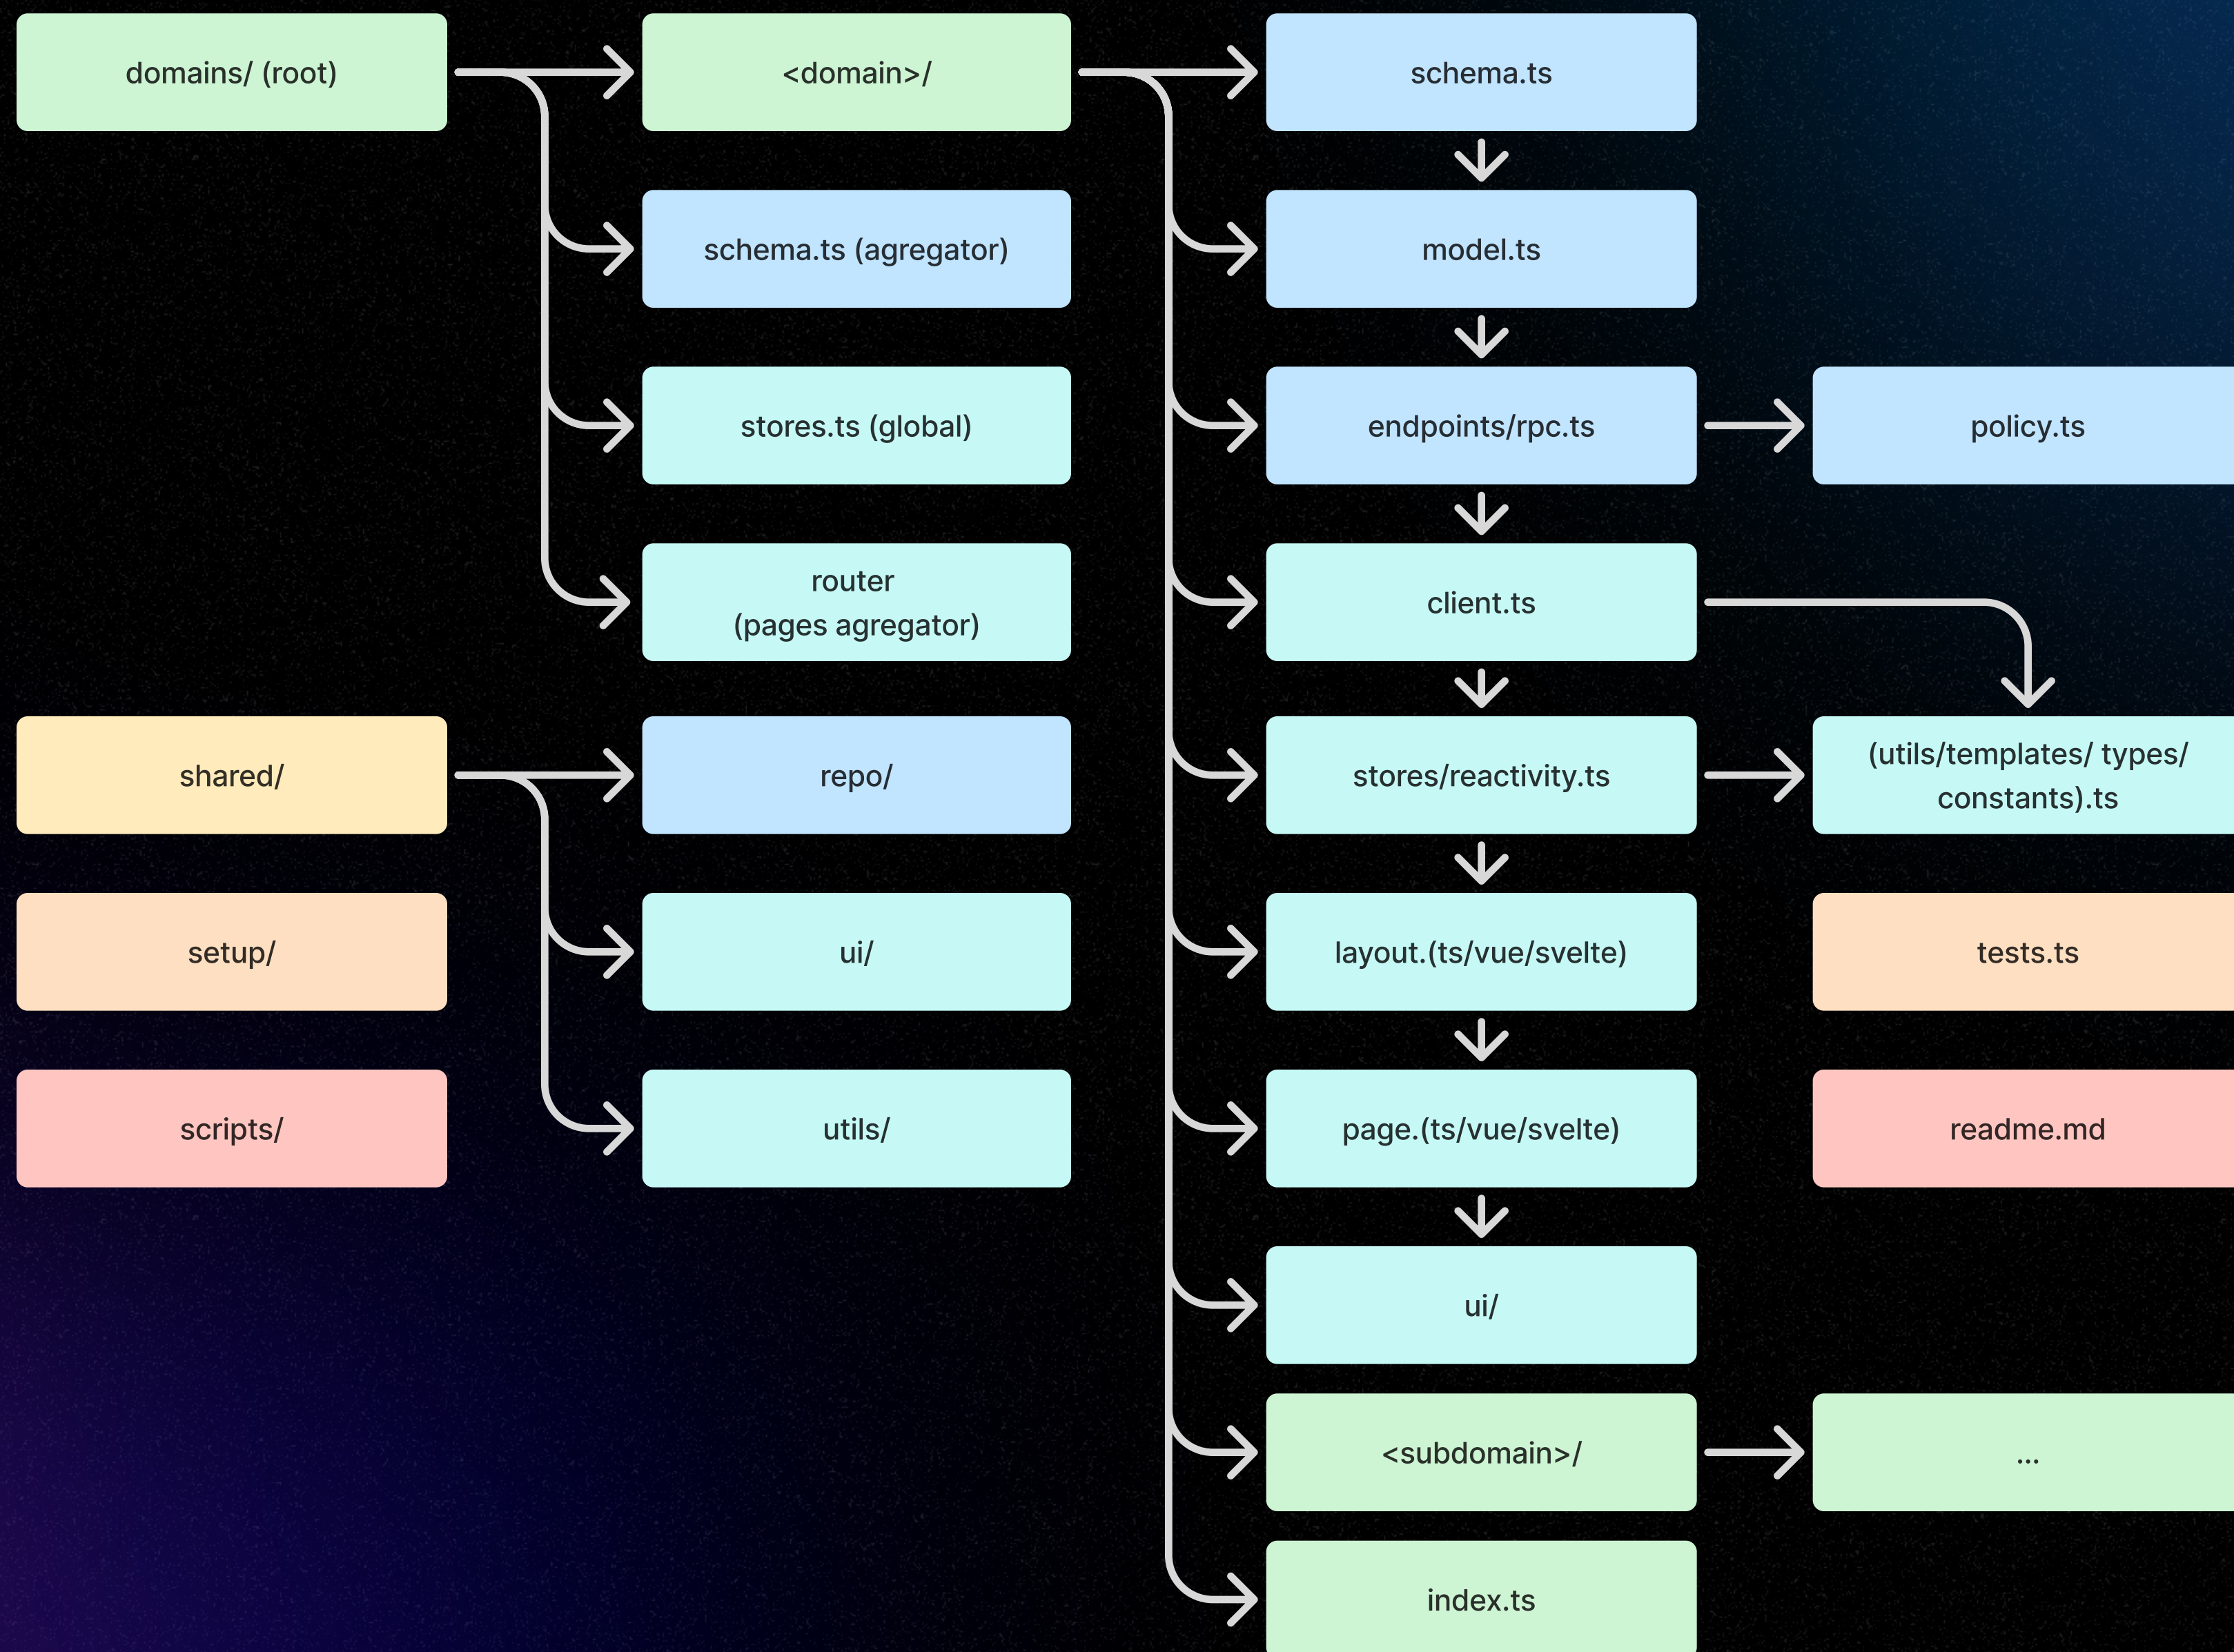 domains/ (root)
<domain>/
schema.ts
schema.ts (agregator)
model.ts
stores.ts (global)
endpoints/rpc.ts
policy.ts
router
(pages agregator)
client.ts
shared/
repo/
stores/reactivity.ts
(utils/templates/ types/
constants).ts
setup/
ui/
layout.(ts/vue/svelte)
tests.ts
scripts/
utils/
page.(ts/vue/svelte)
readme.md
ui/
<subdomain>/
...
index.ts